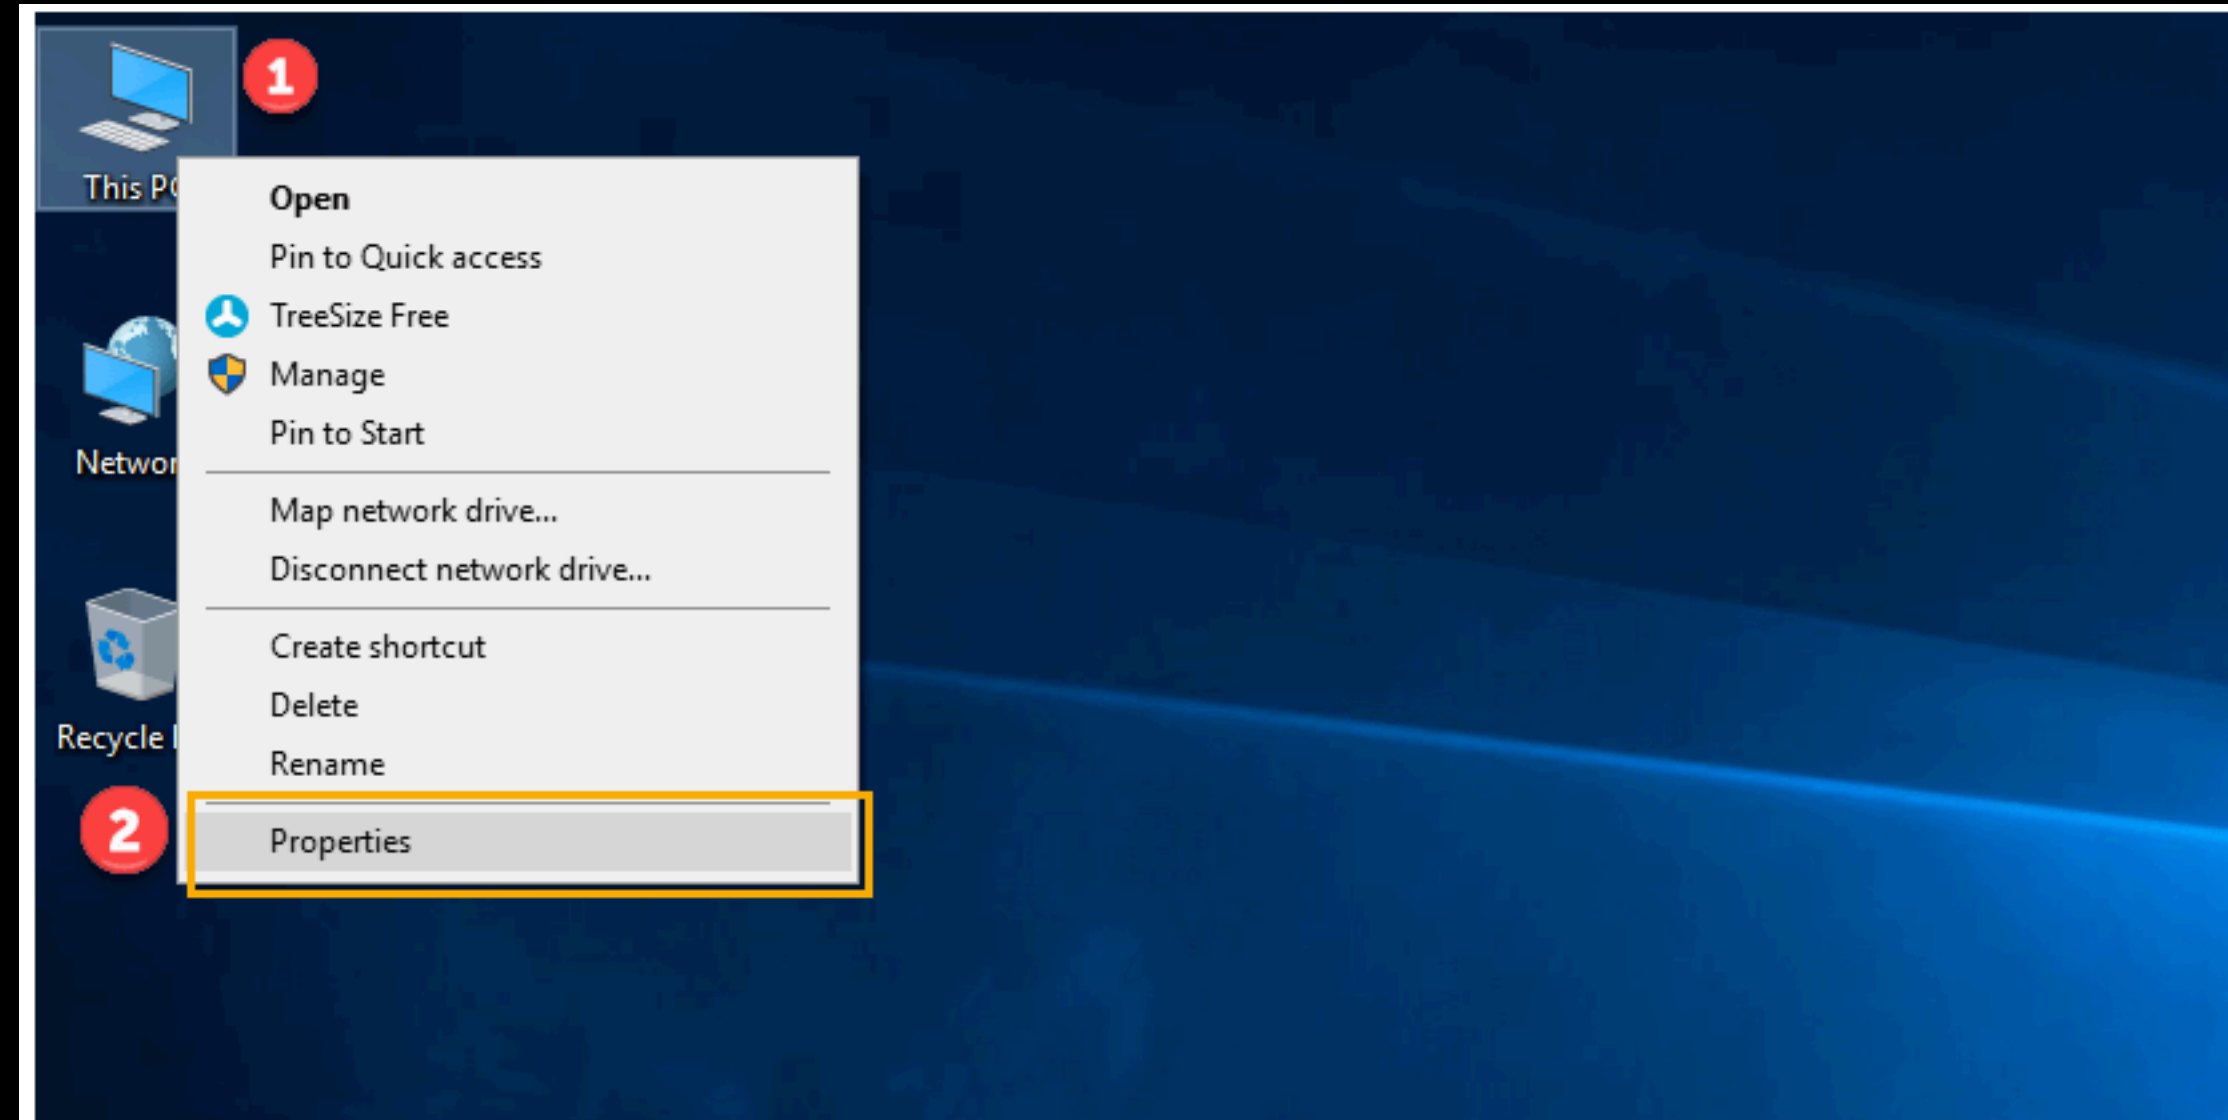 1
This PC
Open
Pin to Quick access
TreeSize Free
Manage
Pin to Start
Networ
Map network drive...
Disconnect network drive...
Create shortcut
Delete
Recycle
Rename
2
Properties